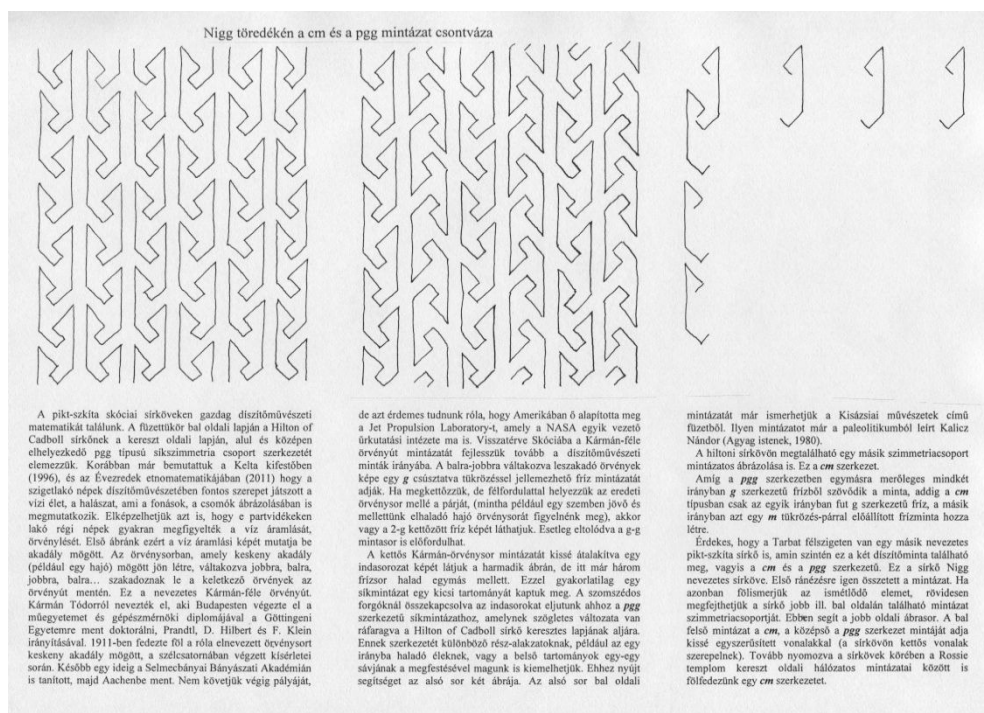 Nigg töredékén a cm és a pgg mintázat csontváza
A pikt-szkíta skóciai sírköveken gazdag díszítőművészeti
matematikát találunk. A füzettükör bal oldali lapján a Hilton of
Cadboll sírkőnek a kereszt oldali lapján, alul és középen
elhelyezkedő pgg típusú síkszimmetria csoport szerkezetét
elemezzük. Korábban már bemutattuk a Kelta kifestőben
(1996), és az Évezredek etnomatematikájában (2011) hogy a
szigetlakó népek díszítőművészetében fontos szerepet játszott a
vízi élet, a halászat, ami a fonások, a csomók ábrázolásában is
megmutatkozik. Elképzelhetjük azt is, hogy e partvidékeken
lakó régi népek gyakran megfigyelték a víz áramlását,
örvénylését. Első ábránk ezért a víz áramlási képét mutatja be
akadály mögött. Az örvénysorban, amely keskeny akadály
(például egy hajó) mögött jön létre, váltakozva jobbra, balra,
jobbra, balra... szakadoznak le a keletkező örvények az
örvényút mentén. Ez a nevezetes Kármán-féle örvényút.
Kármán Tódorról nevezték el, aki Budapesten végezte el a
műegyetemet és gépészmérnöki diplomájával a Göttingeni
Egyetemre ment doktorálni, Prandtl, D. Hilbert és F. Klein
irányításával. 1911-ben fedezte föl a róla elnevezett örvénysort
keskeny akadály mögött, a szélcsatornában végzett kísérletei
során. Később egy ideig a Selmecbányai Bányászati Akadémián
is tanított, majd Aachenbe ment. Nem követjük végig pályáját,
de azt érdemes tudnunk róla, hogy Amerikában ő alapította meg
a Jet Propulsion Laboratory-t, amely a NASA egyik vezető
űrkutatási intézete ma is. Visszatérve Skóciába a Kármán-féle
örvényút mintázatát fejlesszük tovább a díszítőművészeti
minták irányába. A balra-jobbra váltakozva leszakadó örvények
képe egy g csúsztatva tükrözéssel jellemezhető fríz mintázatát
adják. Ha megkettőzzük, de félfordulattal helyezzük az eredeti
örvénysor mellé a párját, (mintha például egy szemben jövő és
mellettünk elhaladó hajó örvénysorát figyelnénk meg), akkor
vagy a 2-g kettőzött fríz képét láthatjuk. Esetleg eltolódva a g-g
mintasor is előfordulhat.
A kettős Kármán-örvénysor mintázatát kissé átalakítva egy
indasorozat képét látjuk a harmadik ábrán, de itt már három
frízsor halad egymás mellett. Ezzel gyakorlatilag egy
síkmintázat egy kicsi tartományát kaptuk meg. A szomszédos
forgóknál összekapcsolva az indasorokat eljutunk ahhoz a pgg
szerkezetű síkmintázathoz, amelynek szögletes változata van
ráfaragva a Hilton of Cadboll sírkő keresztes lapjának aljára.
Ennek szerkezetét különböző rész-alakzatoknak, például az egy
irányba haladó éleknek, vagy a belső tartományok egy-egy
sávjának a megfestésével magunk is kiemelhetjük. Ehhez nyújt
segítséget az alsó sor két ábrája. Az alsó sor bal oldali
mintázatát már ismerhetjük a Kisázsiai művészetek című
füzetből. Ilyen mintázatot már a paleolitikumból leírt Kalicz
Nándor (Agyag istenek, 1980).
A hiltoni sírkövön megtalálható egy másik szimmetriacsoport
mintázatos ábrázolása is. Ez a cm szerkezet.
Amíg a pgg szerkezetben egymásra merőleges mindkét
irányban g szerkezetű frízből szövődik a minta, addig a cm
típusban csak az egyik irányban fut g szerkezetű fríz, a másik
irányban azt egy m tükrözés-párral előállított frízminta hozza
létre.
Érdekes, hogy a Tarbat félszigeten van egy másik nevezetes
pikt-szkíta sírkő is, amin szintén ez a két díszítőminta található
meg, vagyis a cm és a pgg szerkezetű. Ez a sírkő Nigg
nevezetes sírköve. Első ránézésre igen összetett a mintázat. Ha
azonban fölismerjük az ismétlődő elemet, rövidesen
megfejthetjük a sírkő jobb ill. bal oldalán található mintázat
szimmetriacsoportját. Ebben segít a jobb oldali ábrasor. A bal
felső mintázat a cm, a középső a pgg szerkezet mintáját adja
kissé egyszerűsített vonalakkal (a sírkövön kettős vonalak
szerepelnek). Tovább nyomozva a sírkövek körében a Rossie
templom kereszt oldali hálózatos mintázatai között is
fölfedezünk egy cm szerkezetet.